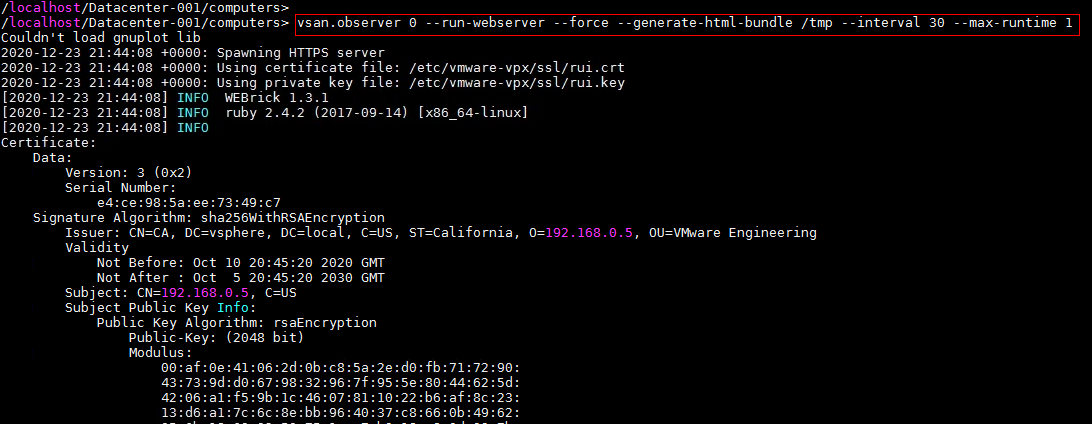 /localhost/Datacenter-001/computers>
/localhost/Datacenter-001/computers> vsan.observer 0 --run-webserver --force --generate-html-bundle /tmp --interval 30 --max-runtime 1
Couldn't load gnuplot lib
2020-12-23 21:44:08 +0000: Spawning HTTPS server
2020-12-23 21:44:08 +0000: Using certificate file: /etc/vmware-vpx/ssl/rui.crt
2020-12-23 21:44:08 +0000: Using private key file: /etc/vmware-vpx/ssl/rui.key
[2020-12-23 21:44:08] INFO  WEBrick 1.3.1
[2020-12-23 21:44:08] INFO  ruby 2.4.2 (2017-09-14) [x86_64-linux]
[2020-12-23 21:44:08] INFO
Certificate:
    Data:
        Version: 3 (0x2)
        Serial Number:
            e4:ce:98:5a:ee:73:49:c7
    Signature Algorithm: sha256WithRSAEncryption
        Issuer: CN=CA, DC=vsphere, DC=local, C=US, ST=California, O=192.168.0.5, OU=VMware Engineering
        Validity
            Not Before: Oct 10 20:45:20 2020 GMT
            Not After : Oct  5 20:45:20 2030 GMT
        Subject: CN=192.168.0.5, C=US
        Subject Public Key Info:
            Public Key Algorithm: rsaEncryption
                Public-Key: (2048 bit)
                Modulus:
                    00:af:0e:41:06:2d:0b:c8:5a:2e:d0:fb:71:72:90:
                    43:73:9d:d0:67:98:32:96:7f:95:5e:80:44:62:5d:
                    42:06:a1:f5:9b:1c:46:07:81:10:22:b6:af:8c:23:
                    13:d6:a1:7c:6c:8e:bb:96:40:37:c8:66:0b:49:62: